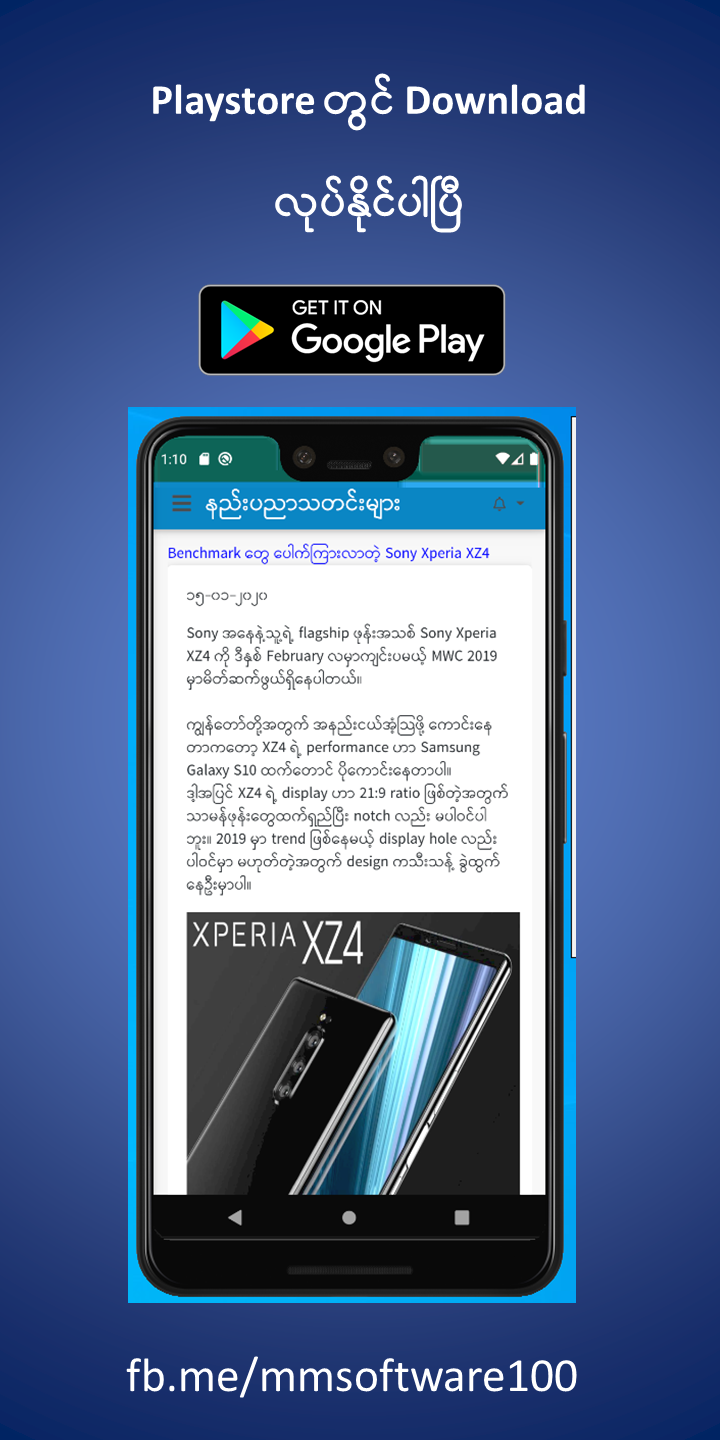 Playstore တွင် Download
လုပ်နိုင်ပါပြီ
GET IT ON
Google Play
1:10
နည်းပညာသတင်းများ
Benchmark တွေ ပေါက်ကြားလာတဲ့ Sony Xperia XZ4
၁၅-၀၁-၂၀၂၀
Sony အနေနဲ့သူ့ရဲ့ flagship ဖုန်းအသစ် Sony Xperia
XZ4 ကို ဒီနှစ် February လမှာကျင်းပမယ့် MWC 2019
မှာမိတ်ဆက်ဖွယ်ရှိနေပါတယ်။
ကျွန်တော်တို့အတွက် အနည်းငယ်အံ့ဩဖို့ ကောင်းနေ
တာကတော့ XZ4 ရဲ့ performance ဟာ Samsung
Galaxy S10 ထက်တောင် ပိုကောင်းနေတာပါ။
ဒါ့အပြင် XZ4 ရဲ့ display ဟာ 21:9 ratio ဖြစ်တဲ့အတွက်
သာမန်ဖုန်းတွေထက်ရှည်ပြီး notch လည်း မပါဝင်ပါ
ဘူး။ 2019 မှာ trend ဖြစ်နေမယ့် display hole လည်း
ပါဝင်မှာ မဟုတ်တဲ့အတွက် design ကသီးသန့် ခွဲထွက်
နေဦးမှာပါ။
XPERIA XZ4
fb.me/mmsoftware100